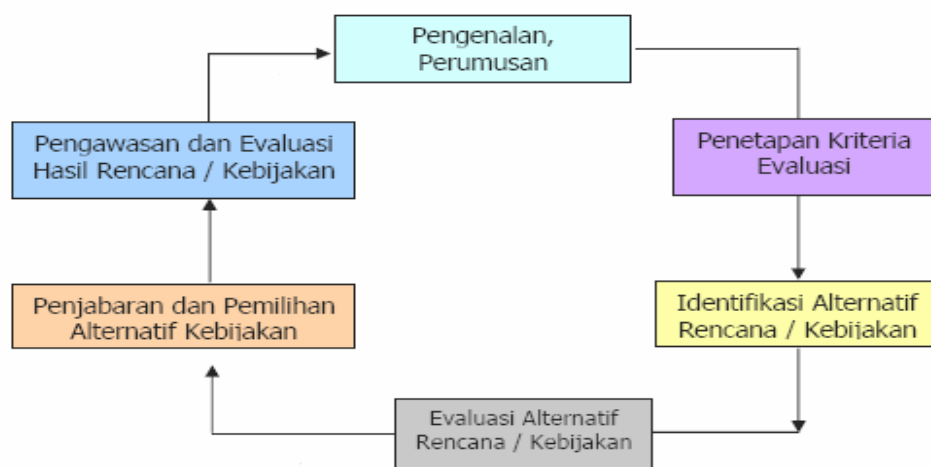 Pengenalan,
Perumusan
Penetapan Kriteria
Evaluasi
Identifikasi Alternatif
Rencana / Kebijakan
Evaluasi Alternatif
Rencana / Kebijakan
Penjabaran dan Pemilihan
Alternatif Kebijakan
Pengawasan dan Evaluasi
Hasil Rencana / Kebijakan